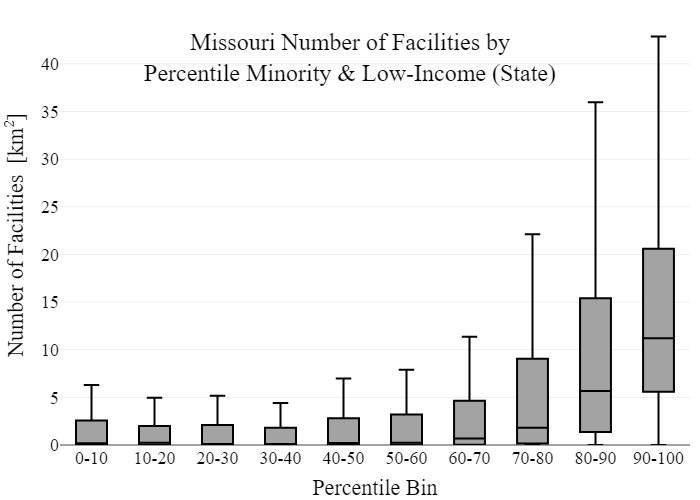 Missouri Number of Facilities by
Percentile Minority & Low-Income (State)
Number of Facilities [km²]
40
35
30
25
20
15
10
5
0
0-10 10-20 20-30 30-40 40-50 50-60 60-70 70-80 80-90 90-100
Percentile Bin